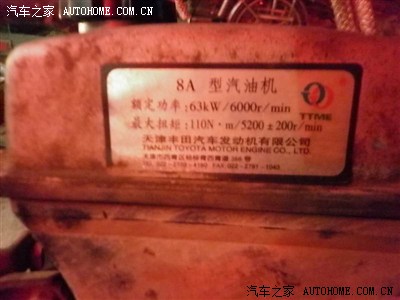 汽车之家 AUTOHOME.COM.CN
8A 型汽油机
额定功率:63kW/6000r/min
最大扭短:110N·m/5200±200r/min
TTME
天津丰田汽车发动机有限公司
TIANJIN TOYOTA MOTOR ENGINE CO., LTD.
汽车之家 AUTOHOME.COM.CN